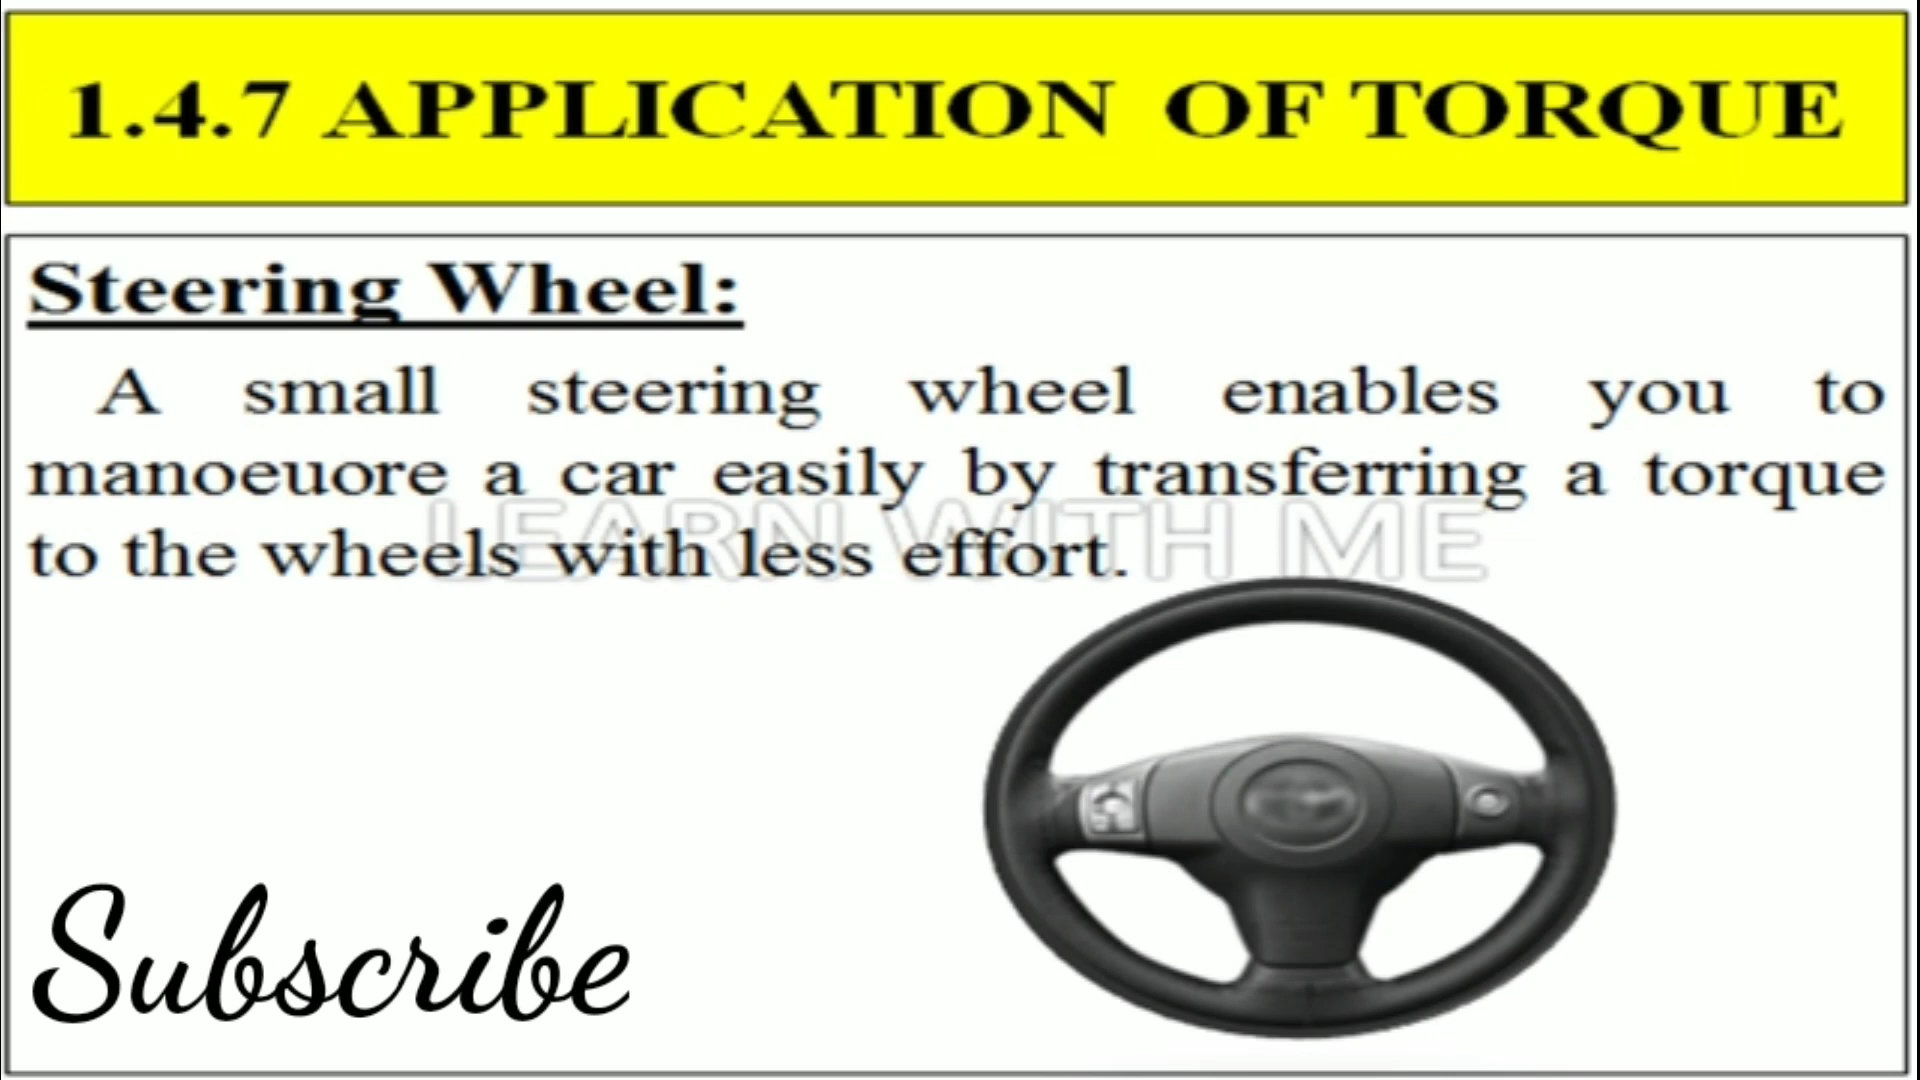 1.4.7 APPLICATION OF TORQUE
Steering Wheel:
A small steering wheel enables you to
manoeuore a car easily by transferring a torque
to the wheels with less effort.
LEARN WITH ME
Subscribe